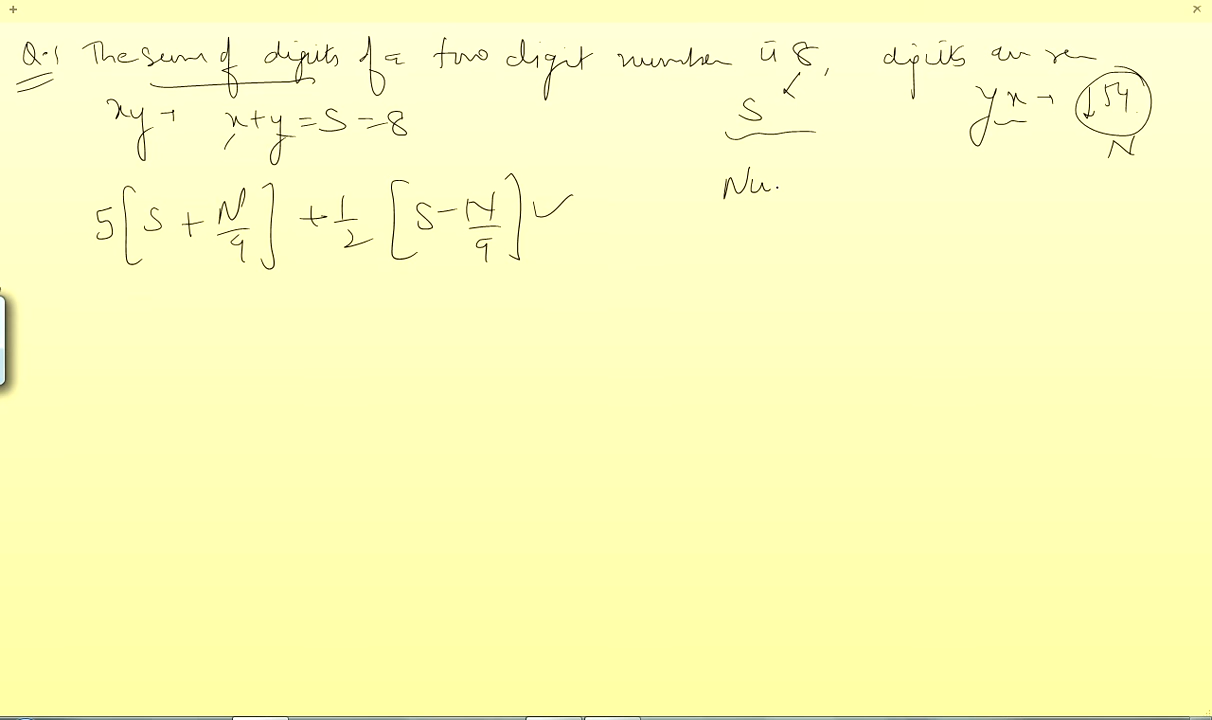 Q.1 The sum of digits of a two digit number is 8, digits are rev
xy → x+y=S=8 S yx → ↓54
N
Nu.
5[S + N/9] + 1/2 [S - N/9] ✓